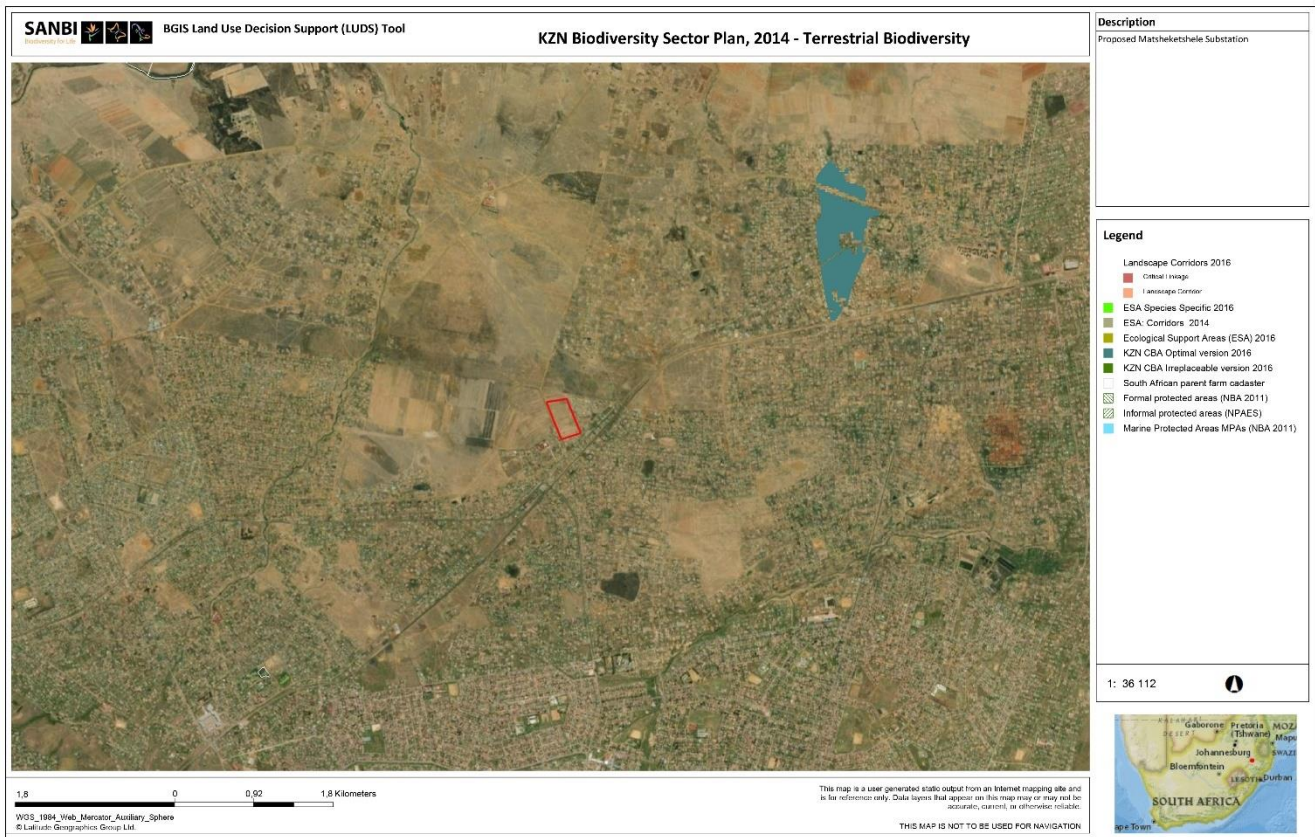 SANBI
Biodiversity for Life
BGIS Land Use Decision Support (LUDS) Tool
KZN Biodiversity Sector Plan, 2014 - Terrestrial Biodiversity
Description
Proposed Matsheketshele Substation
Legend
Landscape Corridors 2016
Critical Linkage
Landscape Corridor
ESA Species Specific 2016
ESA: Corridors 2014
Ecological Support Areas (ESA) 2016
KZN CBA Optimal version 2016
KZN CBA Irreplaceable version 2016
South African parent farm cadaster
Formal protected areas (NBA 2011)
Informal protected areas (NPAES)
Marine Protected Areas MPAs (NBA 2011)
1: 36 112
Gaborone Pretoria MOZ
DESERT (Tshwane) Mapu
Johannesburg SWAZI
Bloemfontein
LESOTHO Durban
SOUTH AFRICA
ape Town
1,8 0 0,92 1,8 Kilometers
WGS_1984_Web_Mercator_Auxiliary_Sphere
© Latitude Geographics Group Ltd.
This map is a user generated static output from an Internet mapping site and
is for reference only. Data layers that appear on this map may or may not be
accurate, current, or otherwise reliable.
THIS MAP IS NOT TO BE USED FOR NAVIGATION